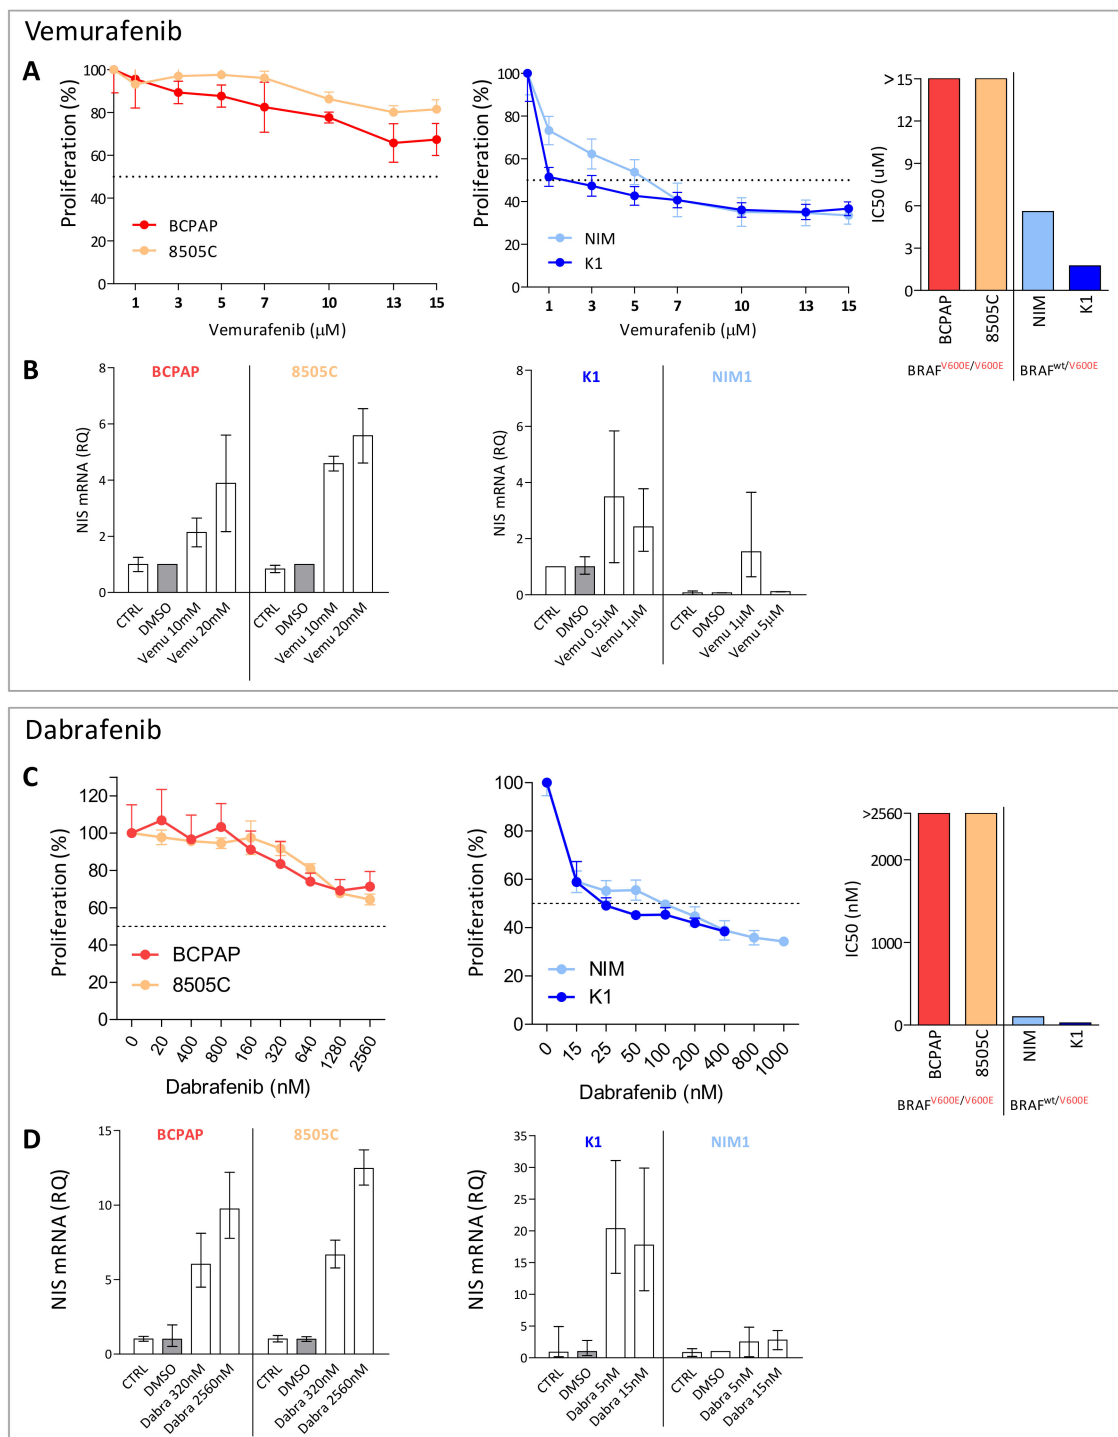 Vemurafenib
A
Proliferation (%)
100
80
60
40
20
0
BCPAP
8505C
1 3 5 7 10 13 15
Vemurafenib (µM)
Proliferation (%)
100
80
60
40
20
0
NIM
K1
1 3 5 7 10 13 15
Vemurafenib (µM)
IC50 (uM)
>15
12
9
6
3
0
BCPAP
8505C
NIM
K1
BRAFV600E/V600E
BRAFwt/V600E
B
NIS mRNA (RQ)
8
6
4
2
0
BCPAP
8505C
CTRL
DMSO
Vemu 10mM
Vemu 20mM
CTRL
DMSO
Vemu 10mM
Vemu 20mM
NIS mRNA (RQ)
8
6
4
2
0
K1
NIM1
CTRL
DMSO
Vemu 0.5µM
Vemu 1µM
CTRL
DMSO
Vemu 1µM
Vemu 5µM
Dabrafenib
C
Proliferation (%)
120
100
80
60
40
20
0
BCPAP
8505C
0 20 400 800 160 320 640 1280 2560
Dabrafenib (nM)
Proliferation (%)
100
80
60
40
20
0
NIM
K1
0 15 25 50 100 200 400 800 1000
Dabrafenib (nM)
IC50 (nM)
>2560
2000
1000
0
BCPAP
8505C
NIM
K1
BRAFV600E/V600E
BRAFwt/V600E
D
NIS mRNA (RQ)
15
10
5
0
BCPAP
8505C
CTRL
DMSO
Dabra 320nM
Dabra 2560nM
CTRL
DMSO
Dabra 320nM
Dabra 2560nM
NIS mRNA (RQ)
35
30
25
20
15
10
5
0
K1
NIM1
CTRL
DMSO
Dabra 5nM
Dabra 15nM
CTRL
DMSO
Dabra 5nM
Dabra 15nM